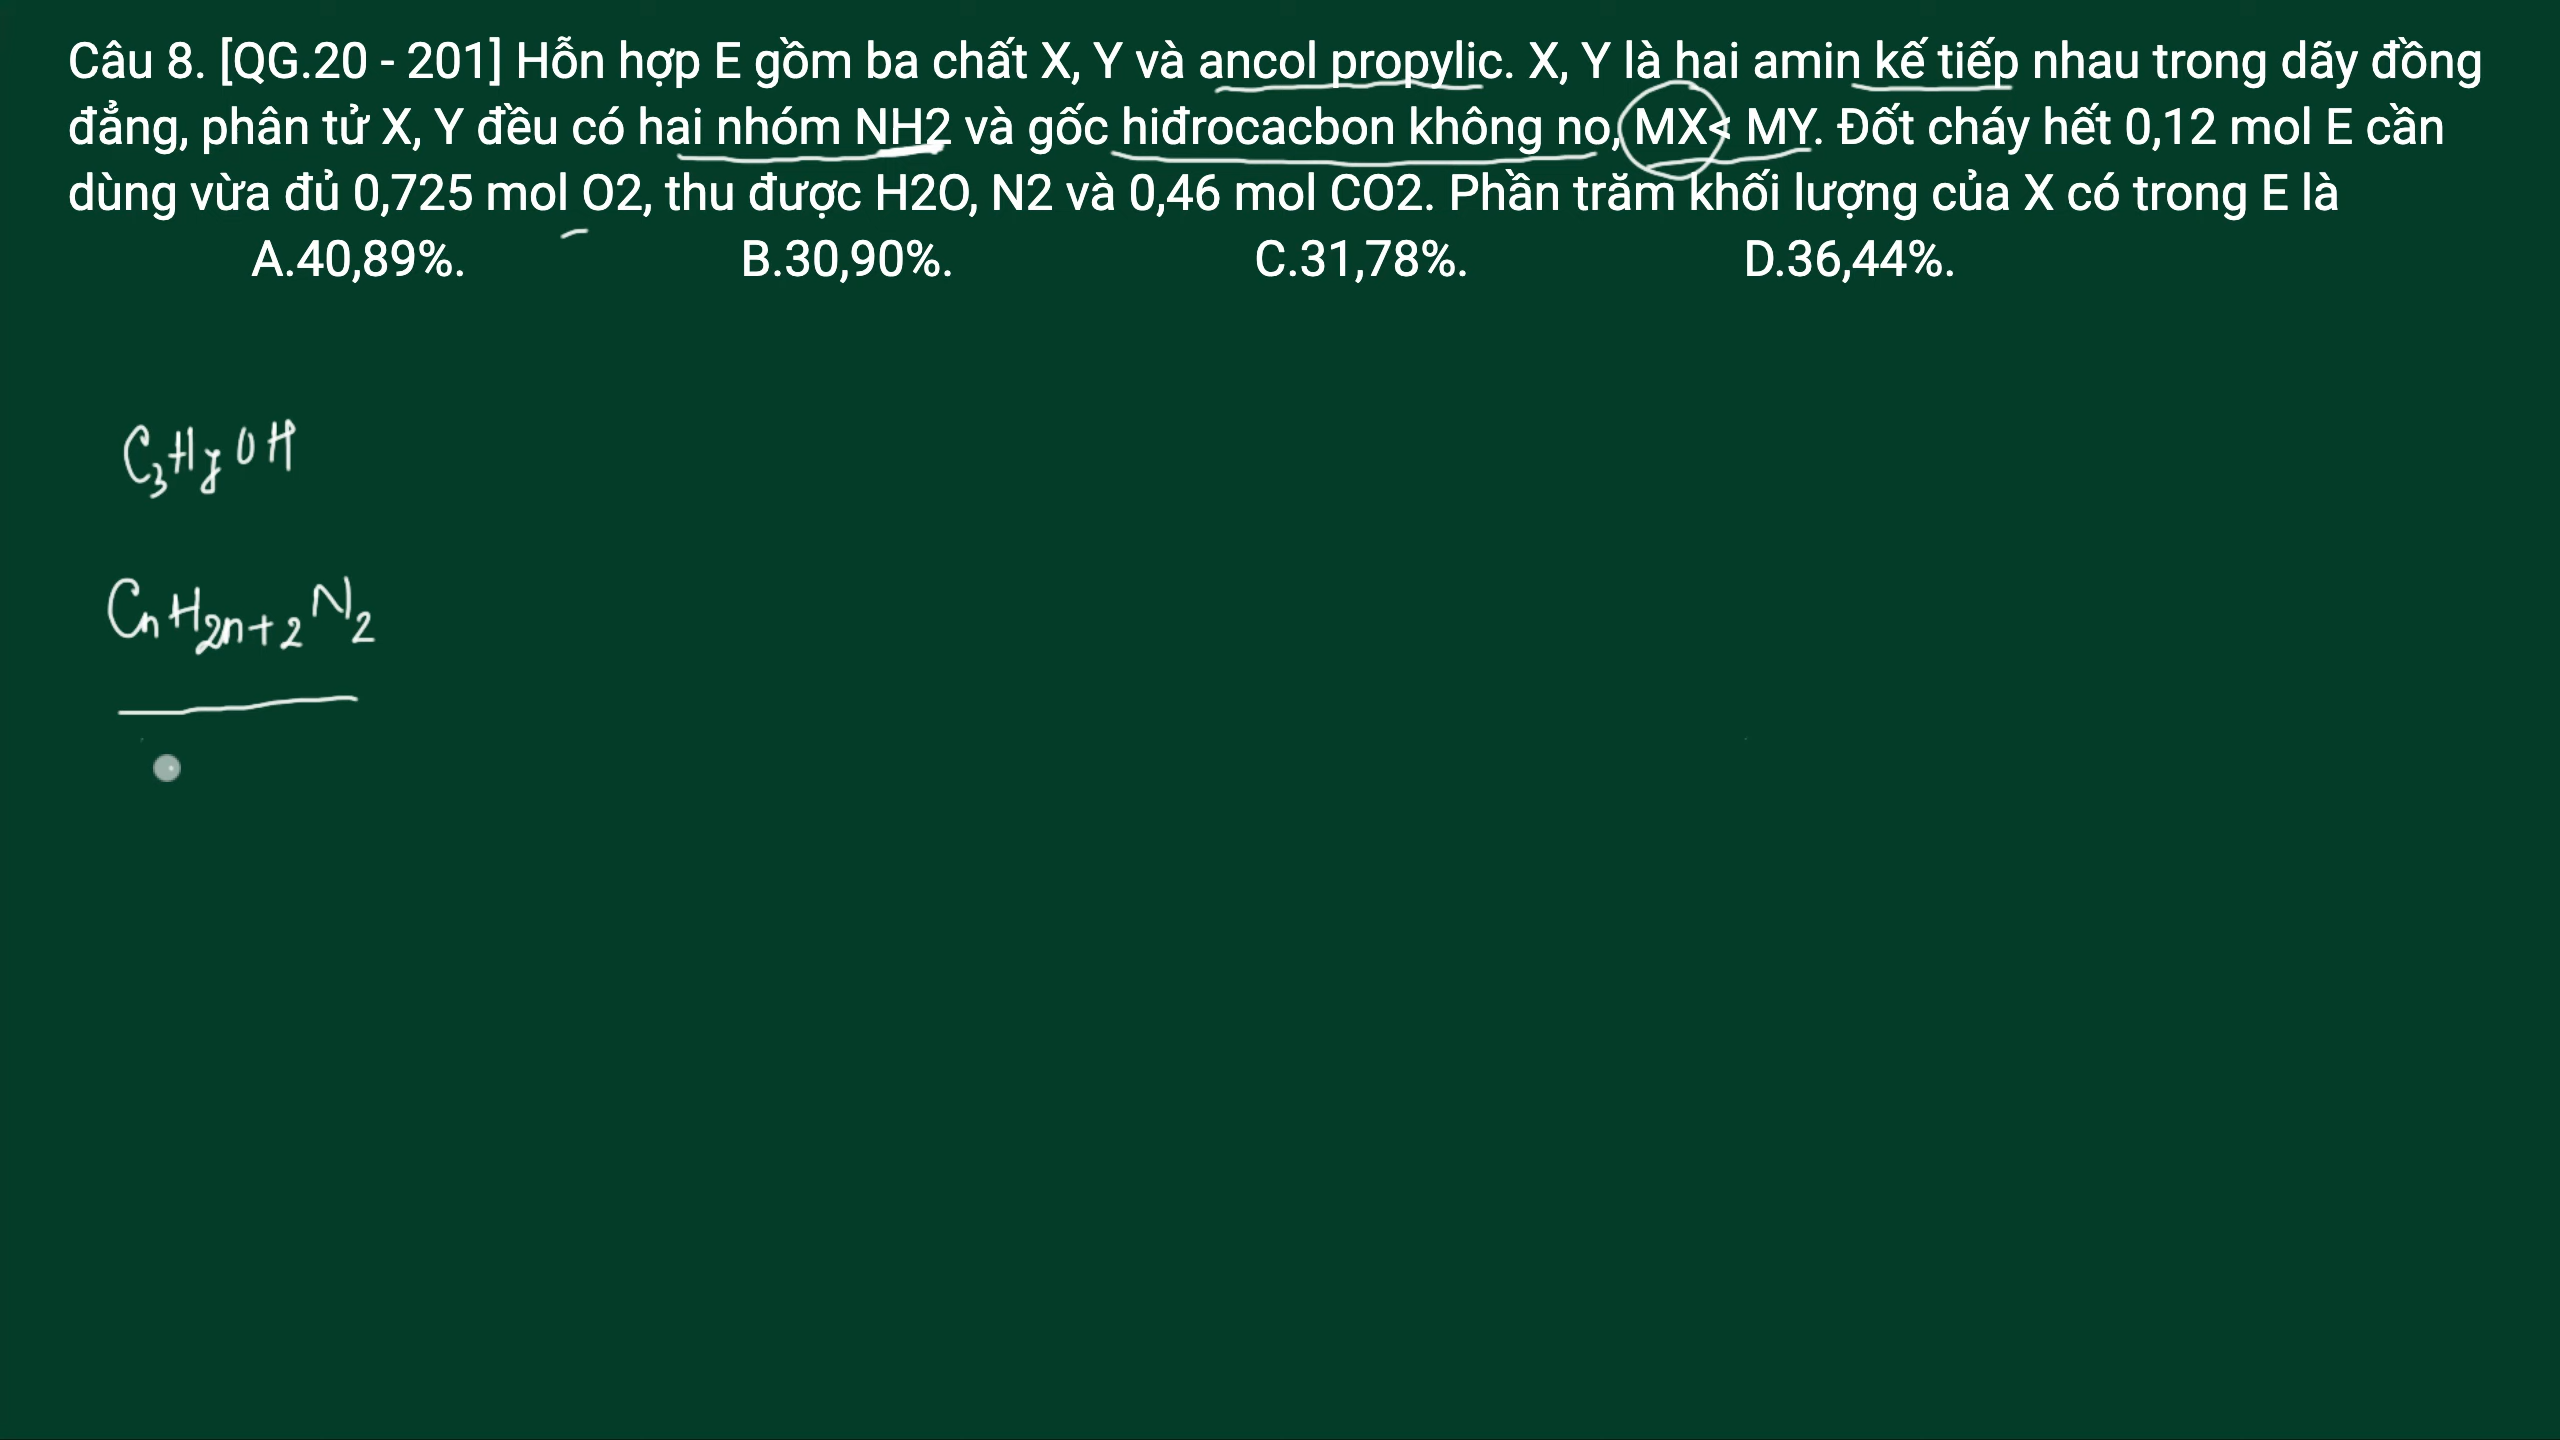 Câu 8. [QG.20 - 201] Hỗn hợp E gồm ba chất X, Y và ancol propylic. X, Y là hai amin kế tiếp nhau trong dãy đồng
đẳng, phân tử X, Y đều có hai nhóm NH2 và gốc hiđrocacbon không no, MX< MY. Đốt cháy hết 0,12 mol E cần
dùng vừa đủ 0,725 mol O2, thu được H2O, N2 và 0,46 mol CO2. Phần trăm khối lượng của X có trong E là
A.40,89%. B.30,90%. C.31,78%. D.36,44%.
C₃H₇OH
CₙH₂ₙ₊₂N₂